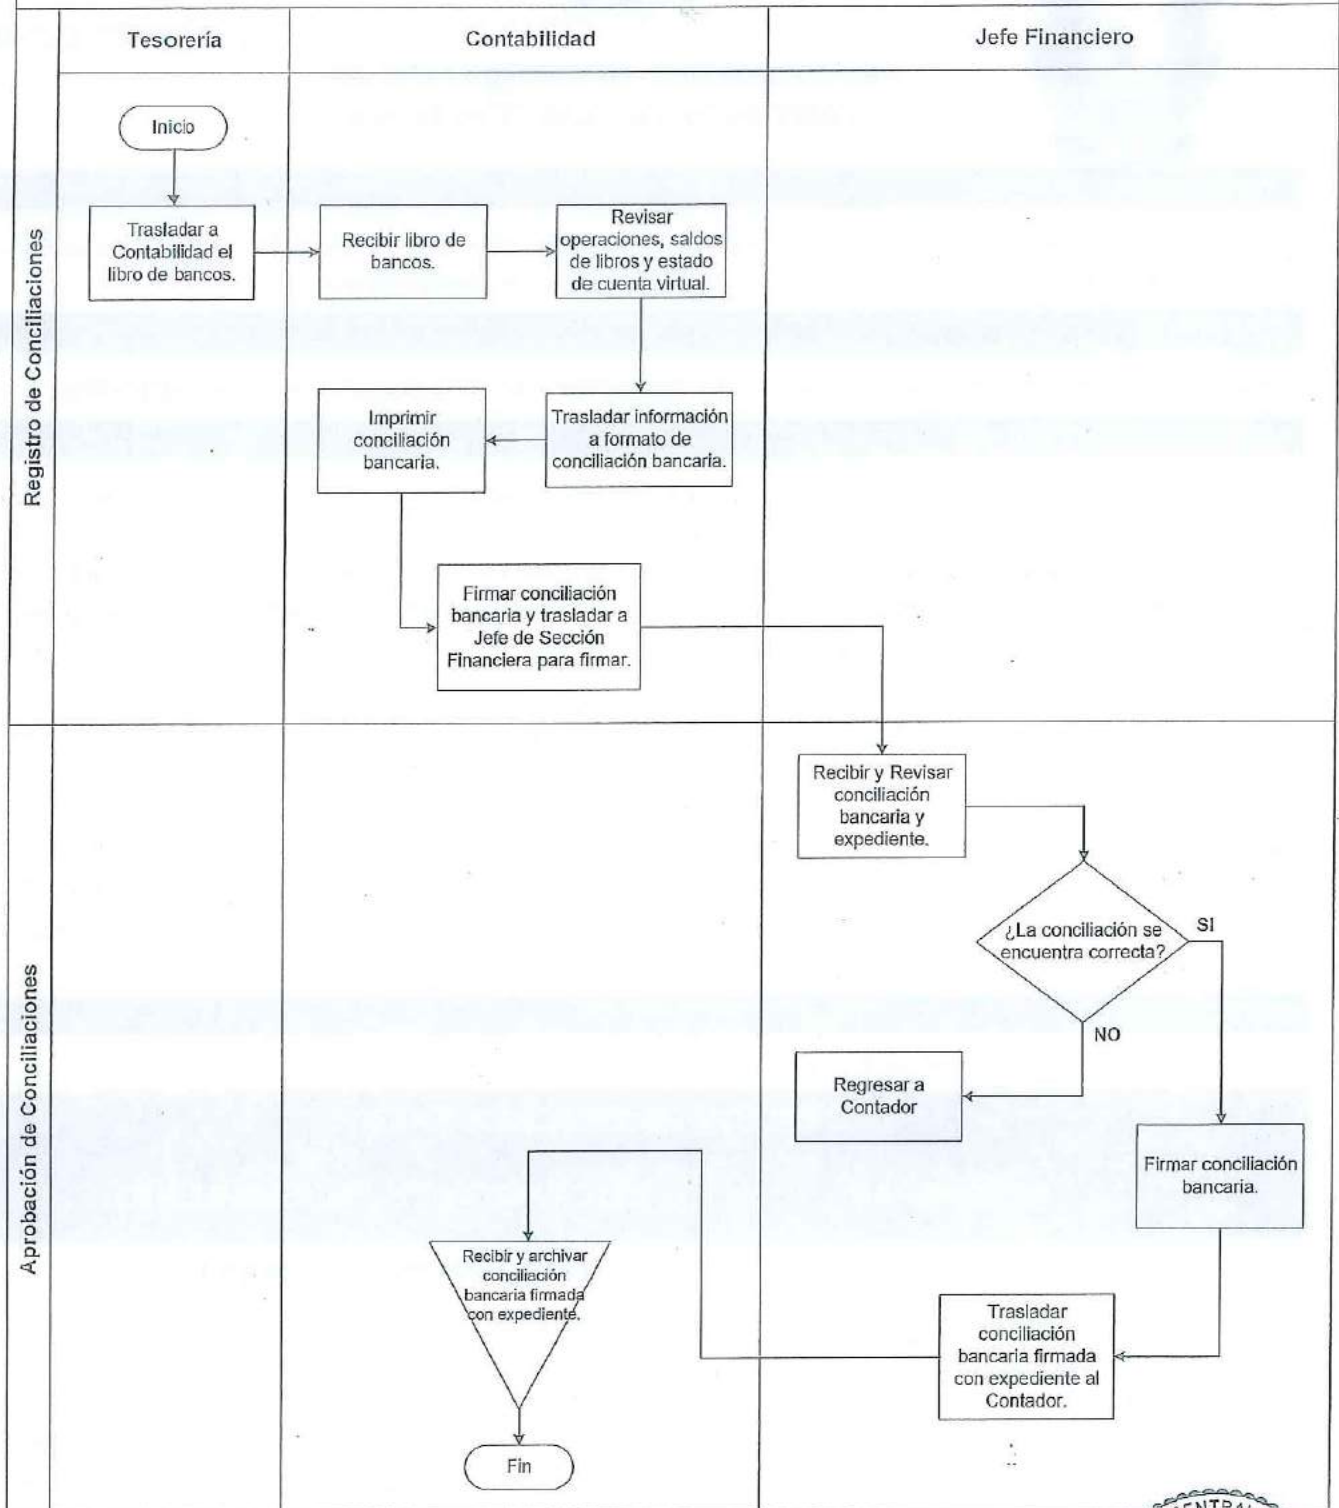 Tesorería
Contabilidad
Jefe Financiero
Registro de Conciliaciones
Inicio
Trasladar a
Contabilidad el
libro de bancos.
Recibir libro de
bancos.
Revisar
operaciones, saldos
de libros y estado
de cuenta virtual.
Trasladar información
a formato de
conciliación bancaria.
Imprimir
conciliación
bancaria.
Firmar conciliación
bancaria y trasladar a
Jefe de Sección
Financiera para firmar.
Aprobación de Conciliaciones
Recibir y Revisar
conciliación
bancaria y
expediente.
¿La conciliación se
encuentra correcta?
SI
NO
Regresar a
Contador
Firmar conciliación
bancaria.
Trasladar
conciliación
bancaria firmada
con expediente al
Contador.
Recibir y archivar
conciliación
bancaria firmada
con expediente.
Fin